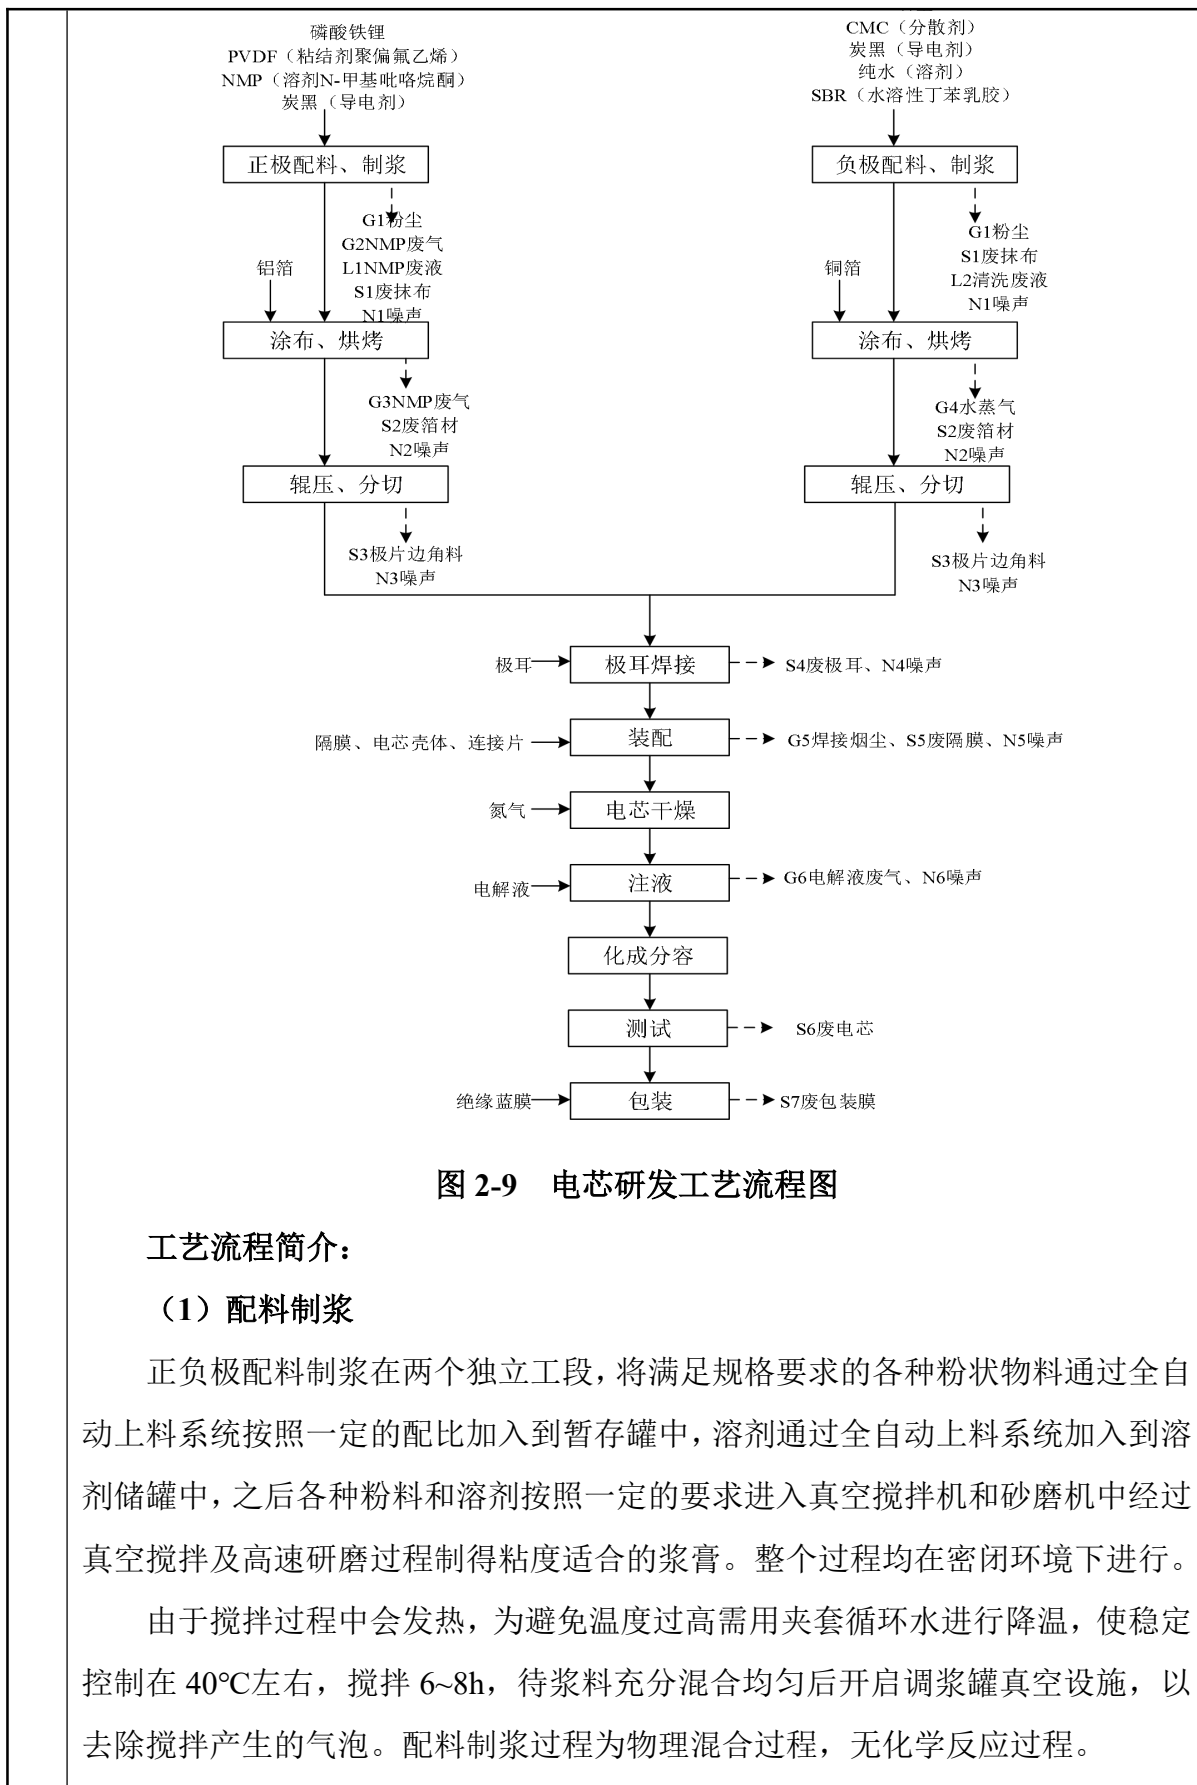 磷酸铁锂
PVDF（粘结剂聚偏氟乙烯）
NMP（溶剂N-甲基吡咯烷酮）
炭黑（导电剂）
CMC（分散剂）
炭黑（导电剂）
纯水（溶剂）
SBR（水溶性丁苯乳胶）
正极配料、制浆
负极配料、制浆
G1粉尘
G2NMP废气
L1NMP废液
S1废抹布
N1噪声
铝箔
G1粉尘
S1废抹布
L2清洗废液
N1噪声
铜箔
涂布、烘烤
涂布、烘烤
G3NMP废气
S2废箔材
N2噪声
G4水蒸气
S2废箔材
N2噪声
辊压、分切
辊压、分切
S3极片边角料
N3噪声
S3极片边角料
N3噪声
极耳
极耳焊接
S4废极耳、N4噪声
隔膜、电芯壳体、连接片
装配
G5焊接烟尘、S5废隔膜、N5噪声
氮气
电芯干燥
电解液
注液
G6电解液废气、N6噪声
化成分容
测试
S6废电芯
绝缘蓝膜
包装
S7废包装膜
图 2-9 电芯研发工艺流程图
工艺流程简介：
（1）配料制浆
正负极配料制浆在两个独立工段，将满足规格要求的各种粉状物料通过全自
动上料系统按照一定的配比加入到暂存罐中，溶剂通过全自动上料系统加入到溶
剂储罐中，之后各种粉料和溶剂按照一定的要求进入真空搅拌机和砂磨机中经过
真空搅拌及高速研磨过程制得粘度适合的浆膏。整个过程均在密闭环境下进行。
由于搅拌过程中会发热，为避免温度过高需用夹套循环水进行降温，使稳定
控制在 40℃左右，搅拌 6~8h，待浆料充分混合均匀后开启调浆罐真空设施，以
去除搅拌产生的气泡。配料制浆过程为物理混合过程，无化学反应过程。